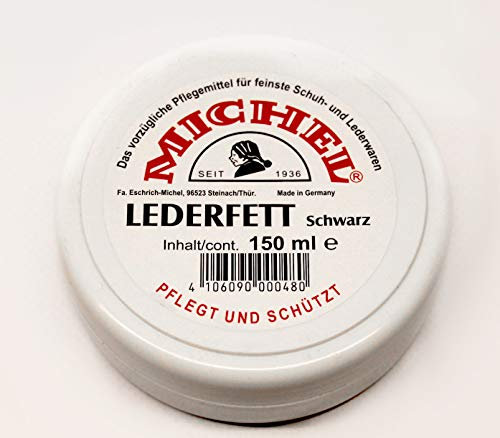 Das vorzügliche Pflegemittel für feinste Schuh- und Lederwaren
MICHEL®
SEIT 1936
Fa. Eschrich-Michel, 96523 Steinach/Thür. Made in Germany
LEDERFETT Schwarz
Inhalt/cont. 150 ml e
4 106090 000480
PFLEGT UND SCHÜTZT